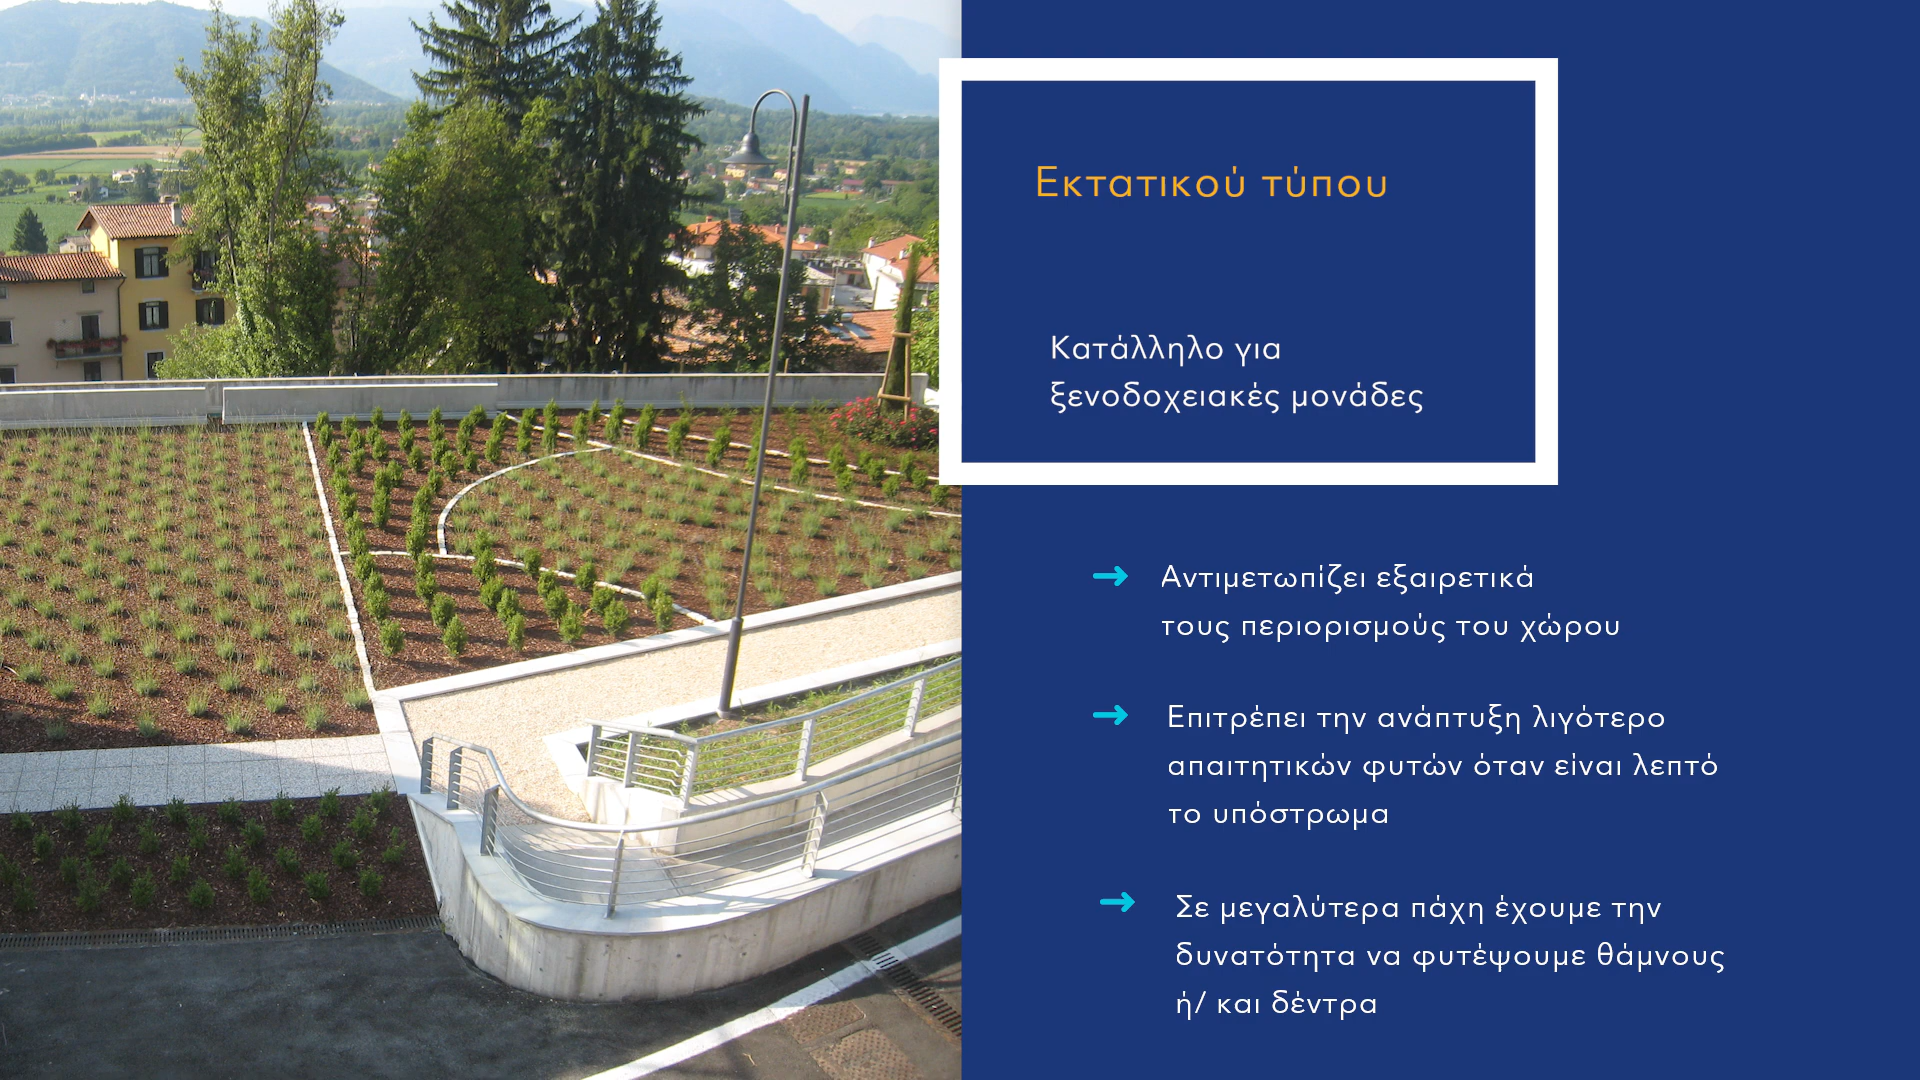 Εκτατικού τύπου
Κατάλληλο για
ξενοδοχειακές μονάδες
Αντιμετωπίζει εξαιρετικά
τους περιορισμούς του χώρου
Επιτρέπει την ανάπτυξη λιγότερο
απαιτητικών φυτών όταν είναι λεπτό
το υπόστρωμα
Σε μεγαλύτερα πάχη έχουμε την
δυνατότητα να φυτέψουμε θάμνους
ή/ και δέντρα